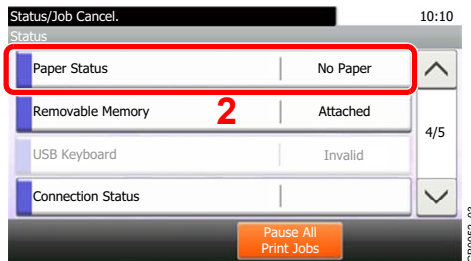 Status/Job Cancel. 10:10
Status
Paper Status No Paper
Removable Memory Attached
2
4/5
USB Keyboard Invalid
Connection Status
Pause All
Print Jobs